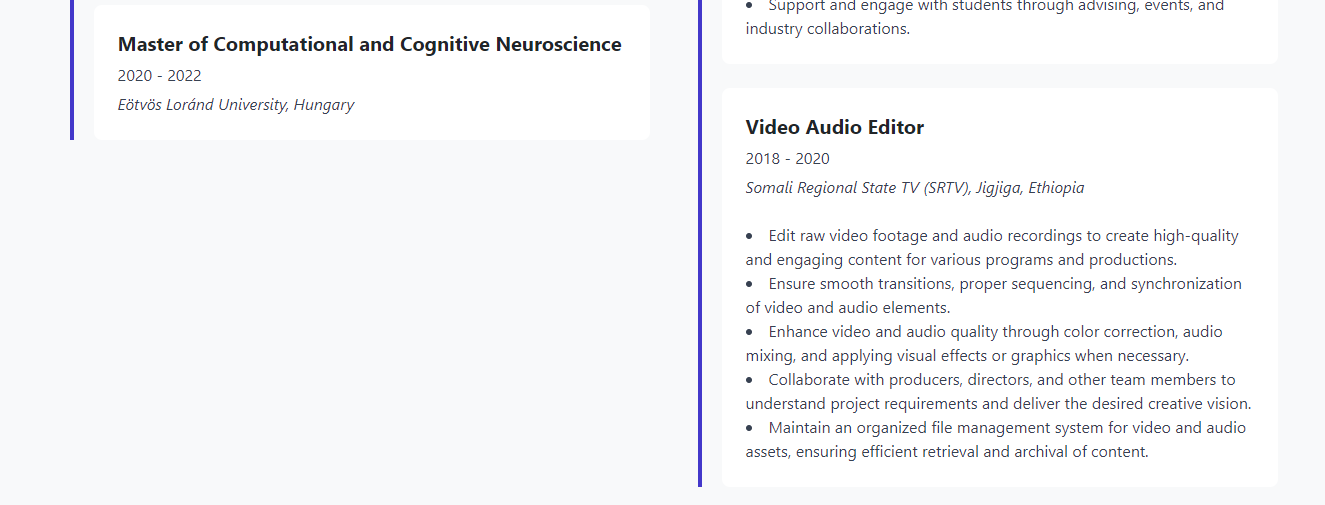 Master of Computational and Cognitive Neuroscience
2020 - 2022
Eötvös Loránd University, Hungary
• Support and engage with students through advising, events, and
industry collaborations.
Video Audio Editor
2018 - 2020
Somali Regional State TV (SRTV), Jigjiga, Ethiopia
• Edit raw video footage and audio recordings to create high-quality
and engaging content for various programs and productions.
• Ensure smooth transitions, proper sequencing, and synchronization
of video and audio elements.
• Enhance video and audio quality through color correction, audio
mixing, and applying visual effects or graphics when necessary.
• Collaborate with producers, directors, and other team members to
understand project requirements and deliver the desired creative vision.
• Maintain an organized file management system for video and audio
assets, ensuring efficient retrieval and archival of content.